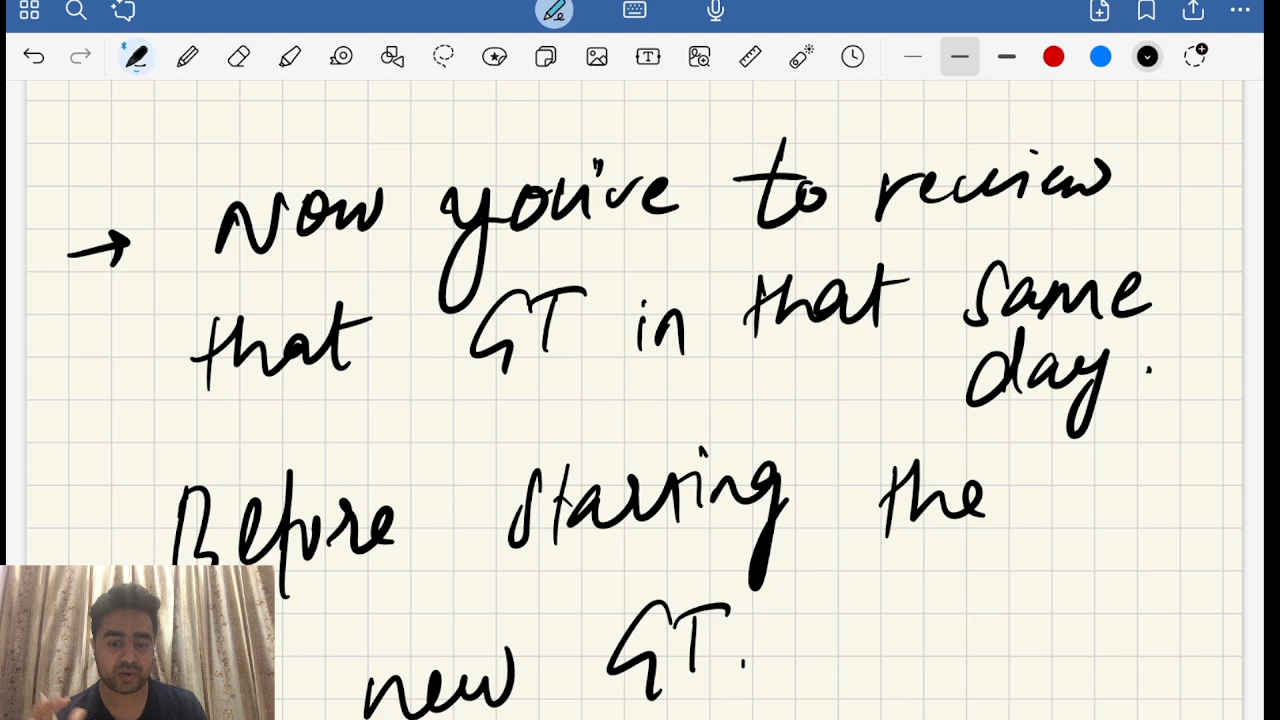 → Now you've to review
that GT in that same
day.
Before starting the
new GT.